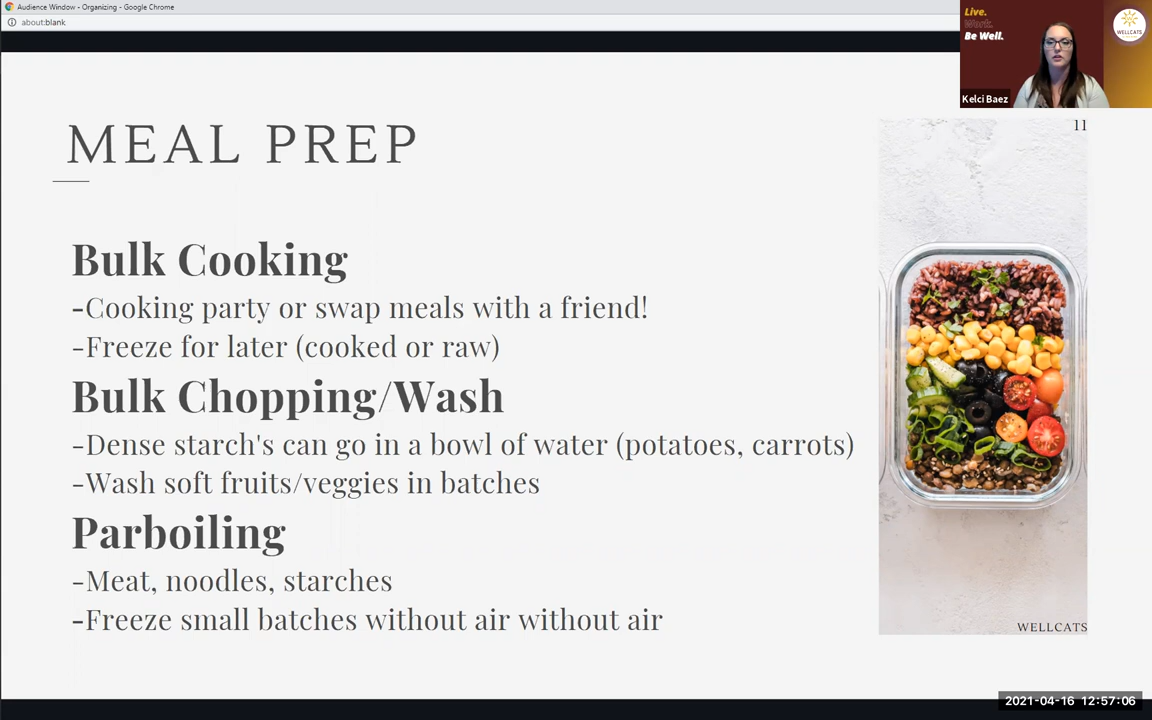 Audience Window - Organizing - Google Chrome
about:blank
Live.
Work.
Be Well.
WELLCATS
Kelci Baez
11
MEAL PREP
Bulk Cooking
-Cooking party or swap meals with a friend!
-Freeze for later (cooked or raw)
Bulk Chopping/Wash
-Dense starch's can go in a bowl of water (potatoes, carrots)
-Wash soft fruits/veggies in batches
Parboiling
-Meat, noodles, starches
-Freeze small batches without air without air
WELLCATS
2021-04-16 12:57:06